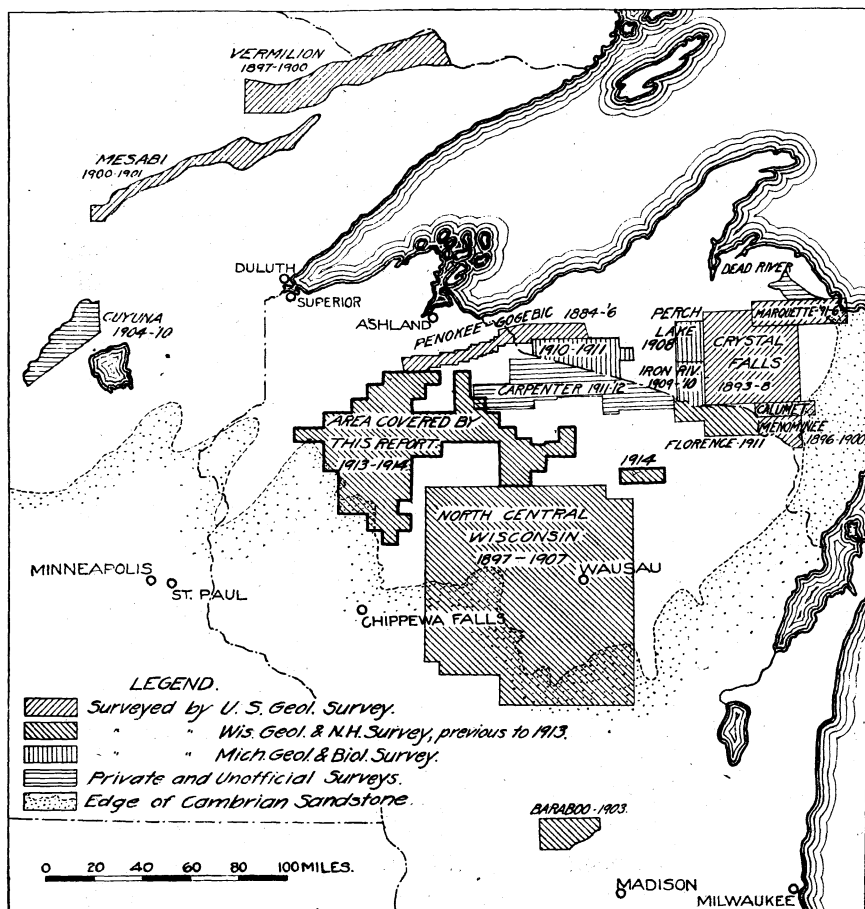 VERMILION
1897-1900
MESABI
1900-1901
DULUTH
SUPERIOR
CUYUNA
1904-10
ASHLAND
PENOKEE GOGEBIC 1884-'6
1910-1911
CARPENTER 1911-12
PERCH
LAKE
1908
IRON RIV.
1909-'10
DEAD RIVER
MARQUETTE-'91-6
CRYSTAL
FALLS
1893-8
CALUMET
MENOMINEE
1896-1900
FLORENCE-1911
AREA COVERED BY
THIS REPORT.
1913-1914
1914
NORTH CENTRAL
WISCONSIN
1897-1907
WAUSAU
MINNEAPOLIS
ST. PAUL
CHIPPEWA FALLS
LEGEND.
Surveyed by U.S. Geol. Survey.
" " Wis. Geol. & N.H. Survey, previous to 1913.
" " Mich. Geol. & Biol. Survey.
Private and Unofficial Surveys.
Edge of Cambrian Sandstone.
BARABOO-1903.
0 20 40 60 80 100 MILES.
MADISON
MILWAUKEE